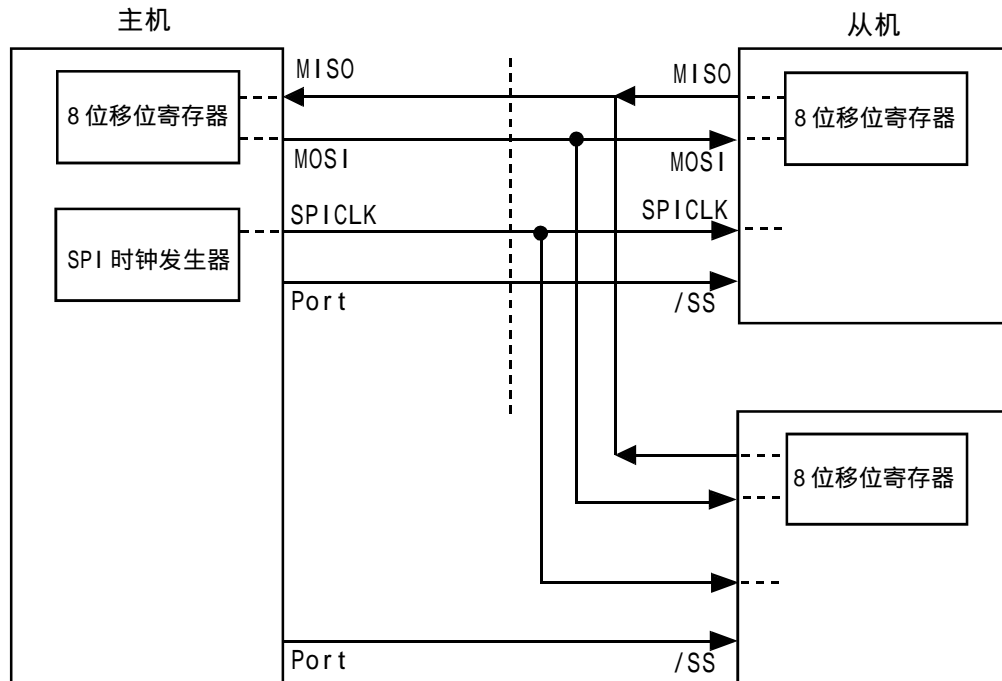 主机
从机
MISO
MISO
8 位移位寄存器
8 位移位寄存器
MOSI
MOSI
SPICLK
SPICLK
SPI 时钟发生器
Port
/SS
8 位移位寄存器
Port
/SS